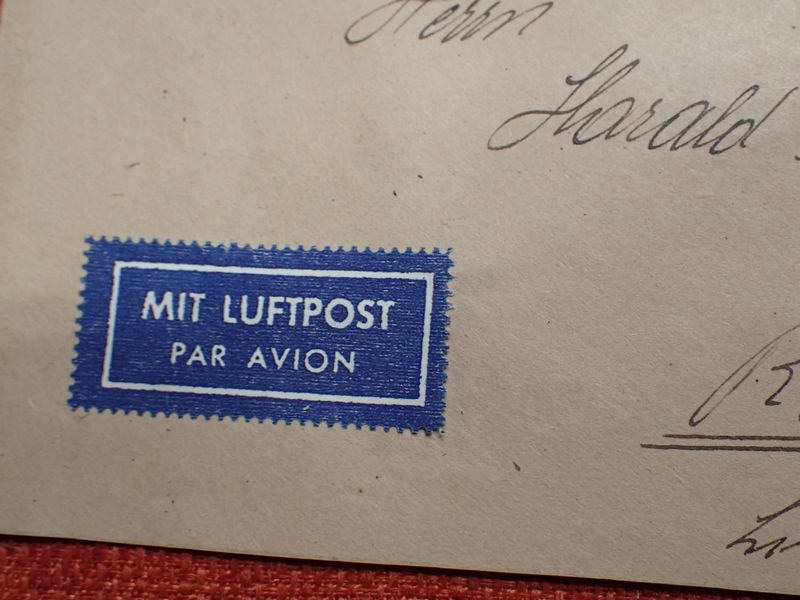 Herrn
Harald
MIT LUFTPOST
PAR AVION